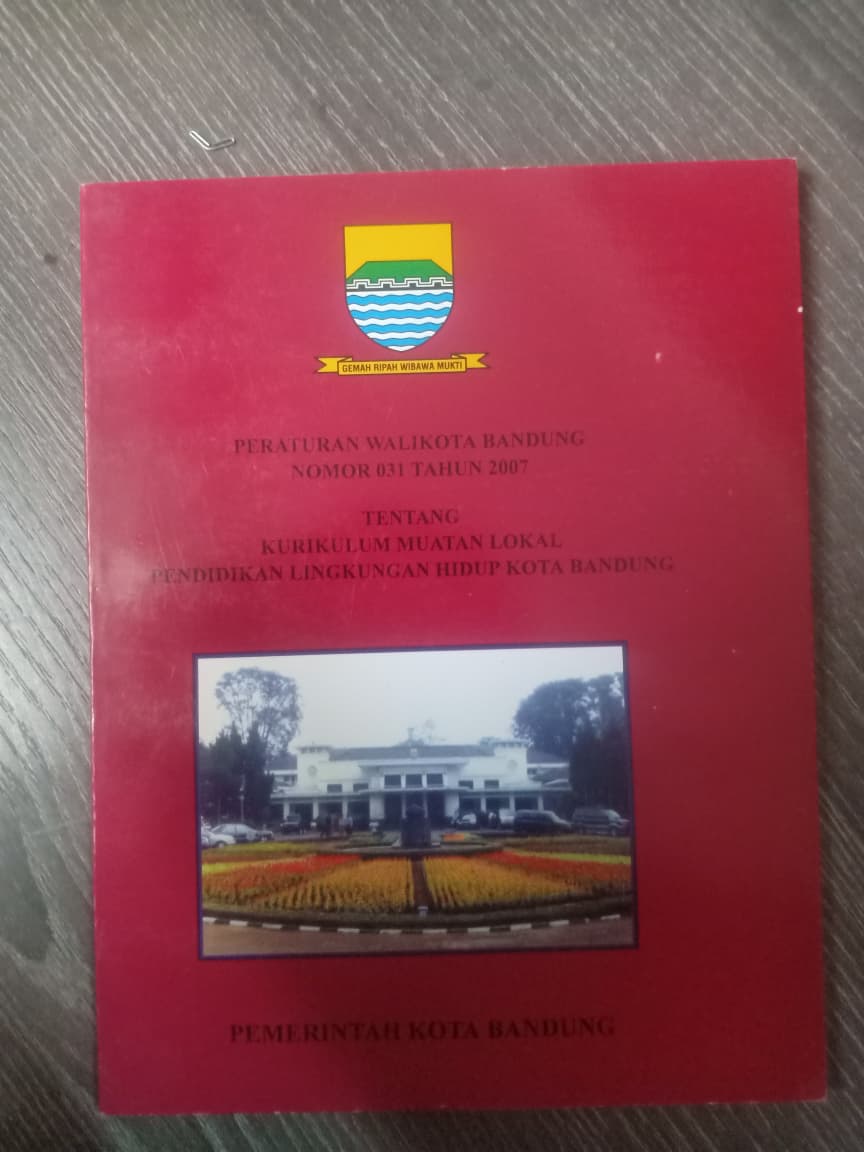 GEMAH RIPAH WIBAWA MUKTI
PERATURAN WALIKOTA BANDUNG
NOMOR 031 TAHUN 2007
TENTANG
KURIKULUM MUATAN LOKAL
PENDIDIKAN LINGKUNGAN HIDUP KOTA BANDUNG
PEMERINTAH KOTA BANDUNG